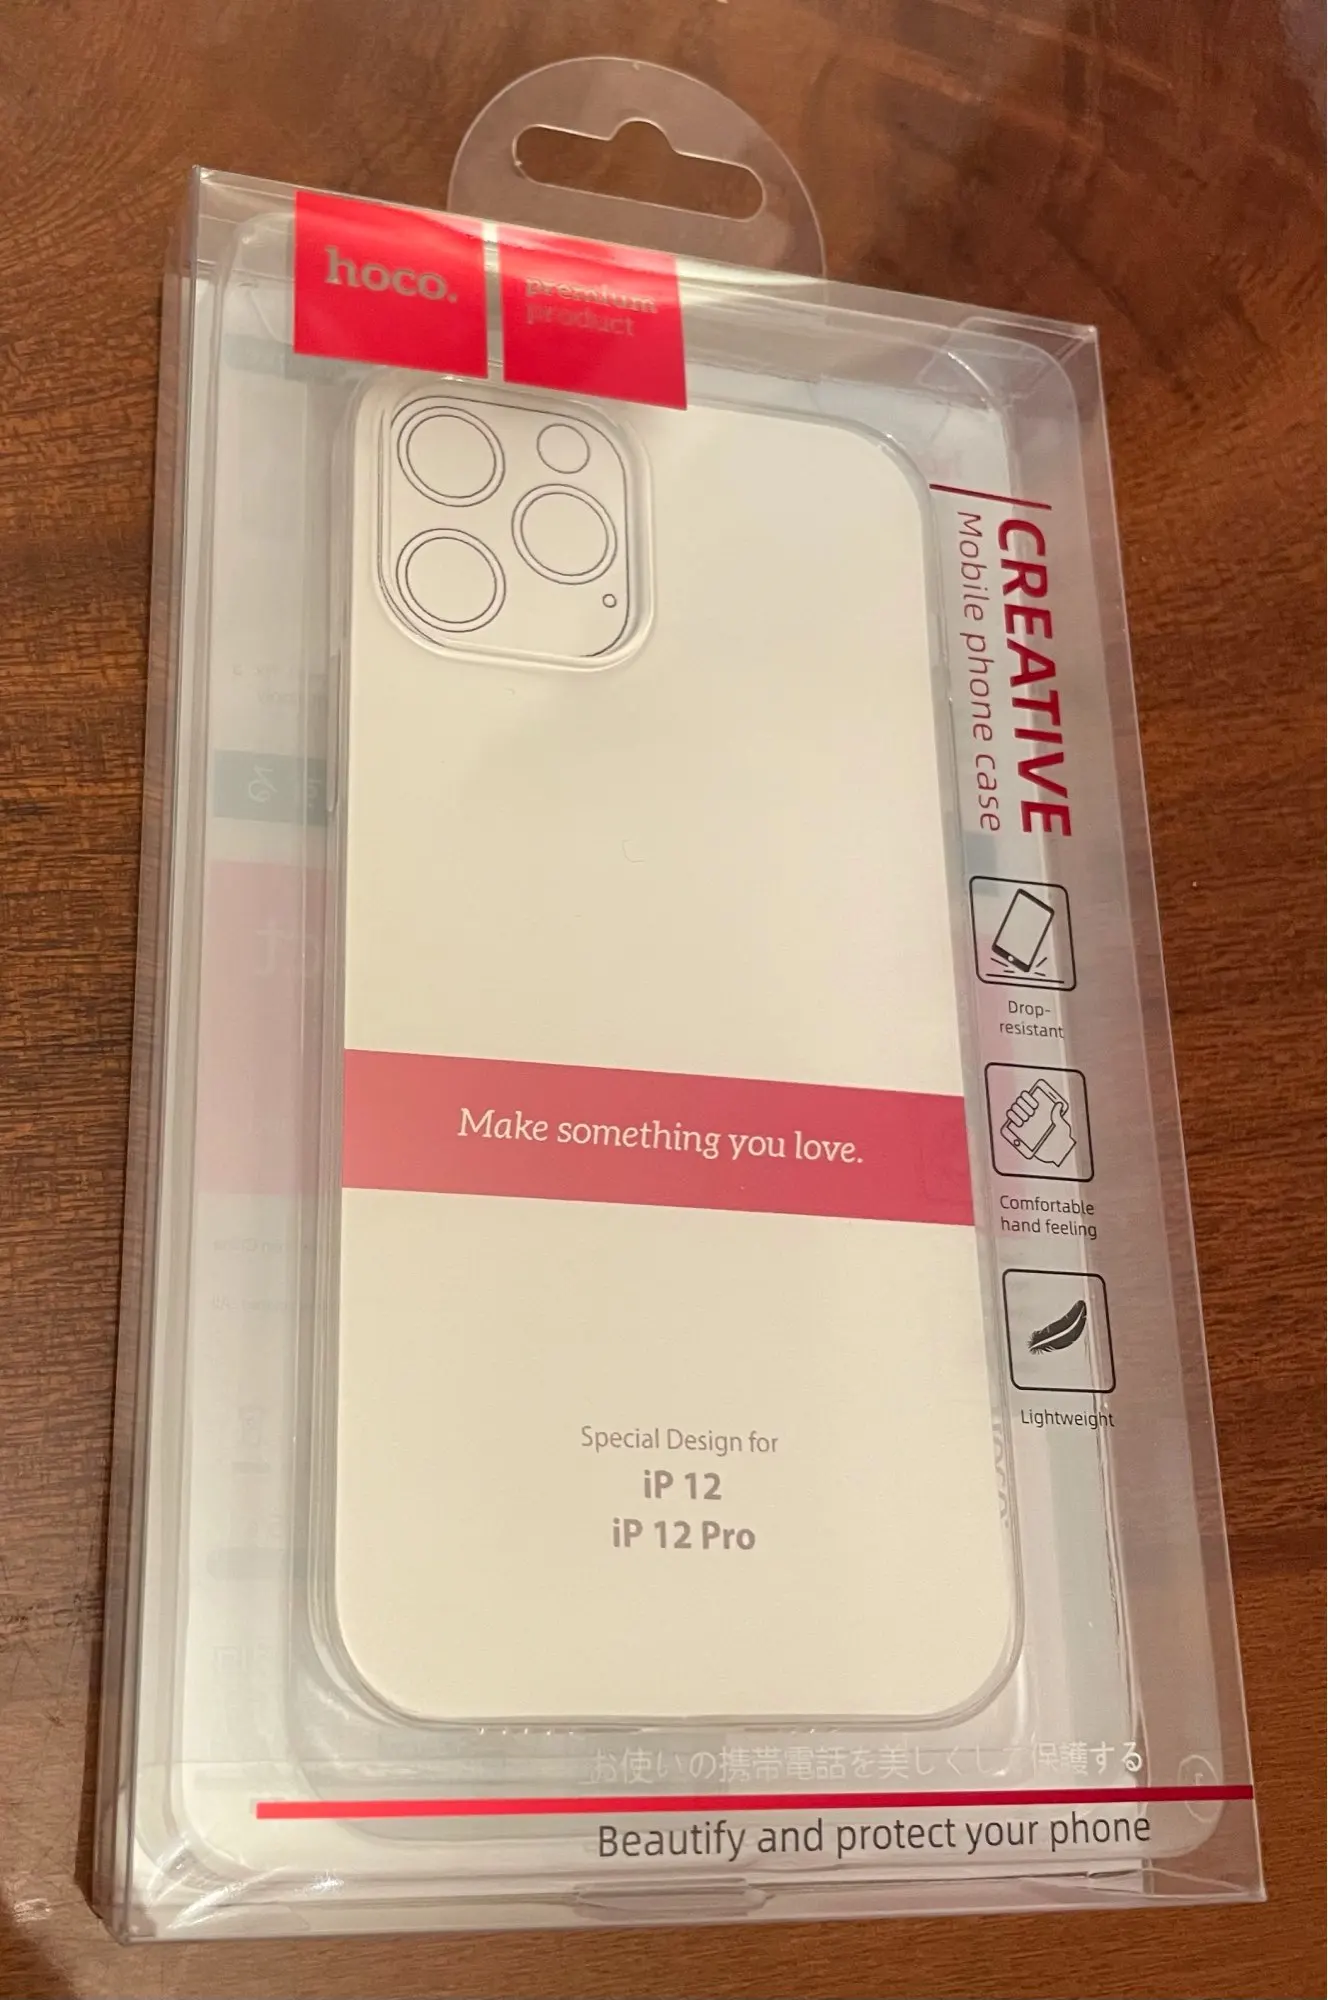 hoco.
premium
product
CREATIVE
Mobile phone case
Drop-
resistant
Comfortable
hand feeling
Lightweight
Make something you love.
Special Design for
iP 12
iP 12 Pro
お使いの携帯電話を美しくし 保護する
Beautify and protect your phone